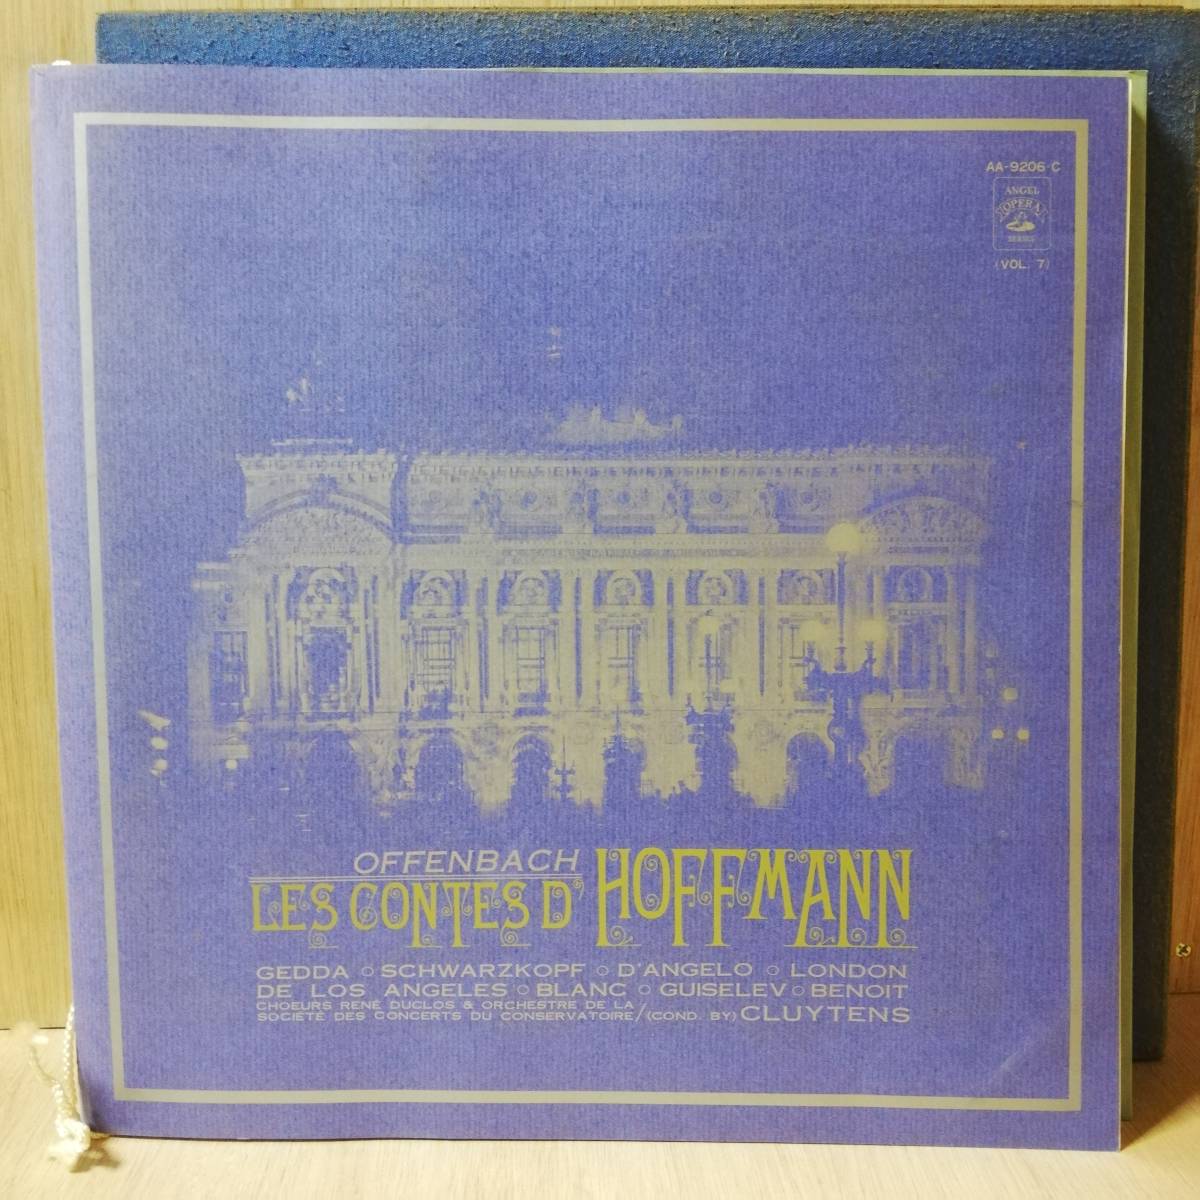 AA-9206-C
ANGEL
OPERA
SERIES
(VOL. 7)
OFFENBACH
LES CONTES D' HOFFMANN
GEDDA ○ SCHWARZKOPF ○ D'ANGELO ○ LONDON
DE LOS ANGELES ○ BLANC ○ GUISELEV ○ BENOIT
CHOEURS RENÉ DUCLOS & ORCHESTRE DE LA
SOCIÉTÉ DES CONCERTS DU CONSERVATOIRE/(COND. BY) CLUYTENS